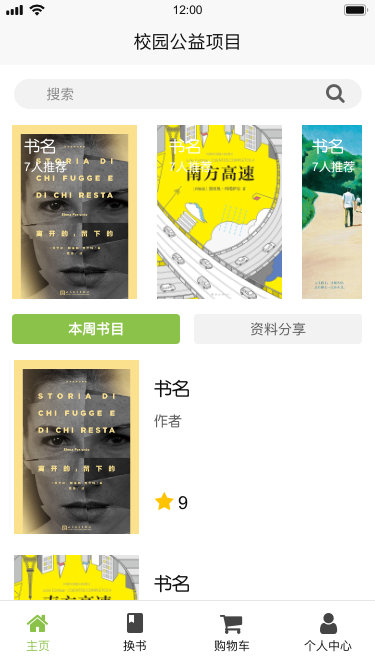 12:00
校园公益项目
搜索
书名
7人推荐
STORIA DI
CHI FUGGE E
DI CHI RESTA
Elena Ferrante
离开的，留下的
书名
7人推荐
南方高速
书名
7人推荐
本周书目
资料分享
STORIA DI
CHI FUGGE E
DI CHI RESTA
Elena Ferrante
离开的，留下的
书名
作者
9
南方高速
书名
主页
换书
购物车
个人中心